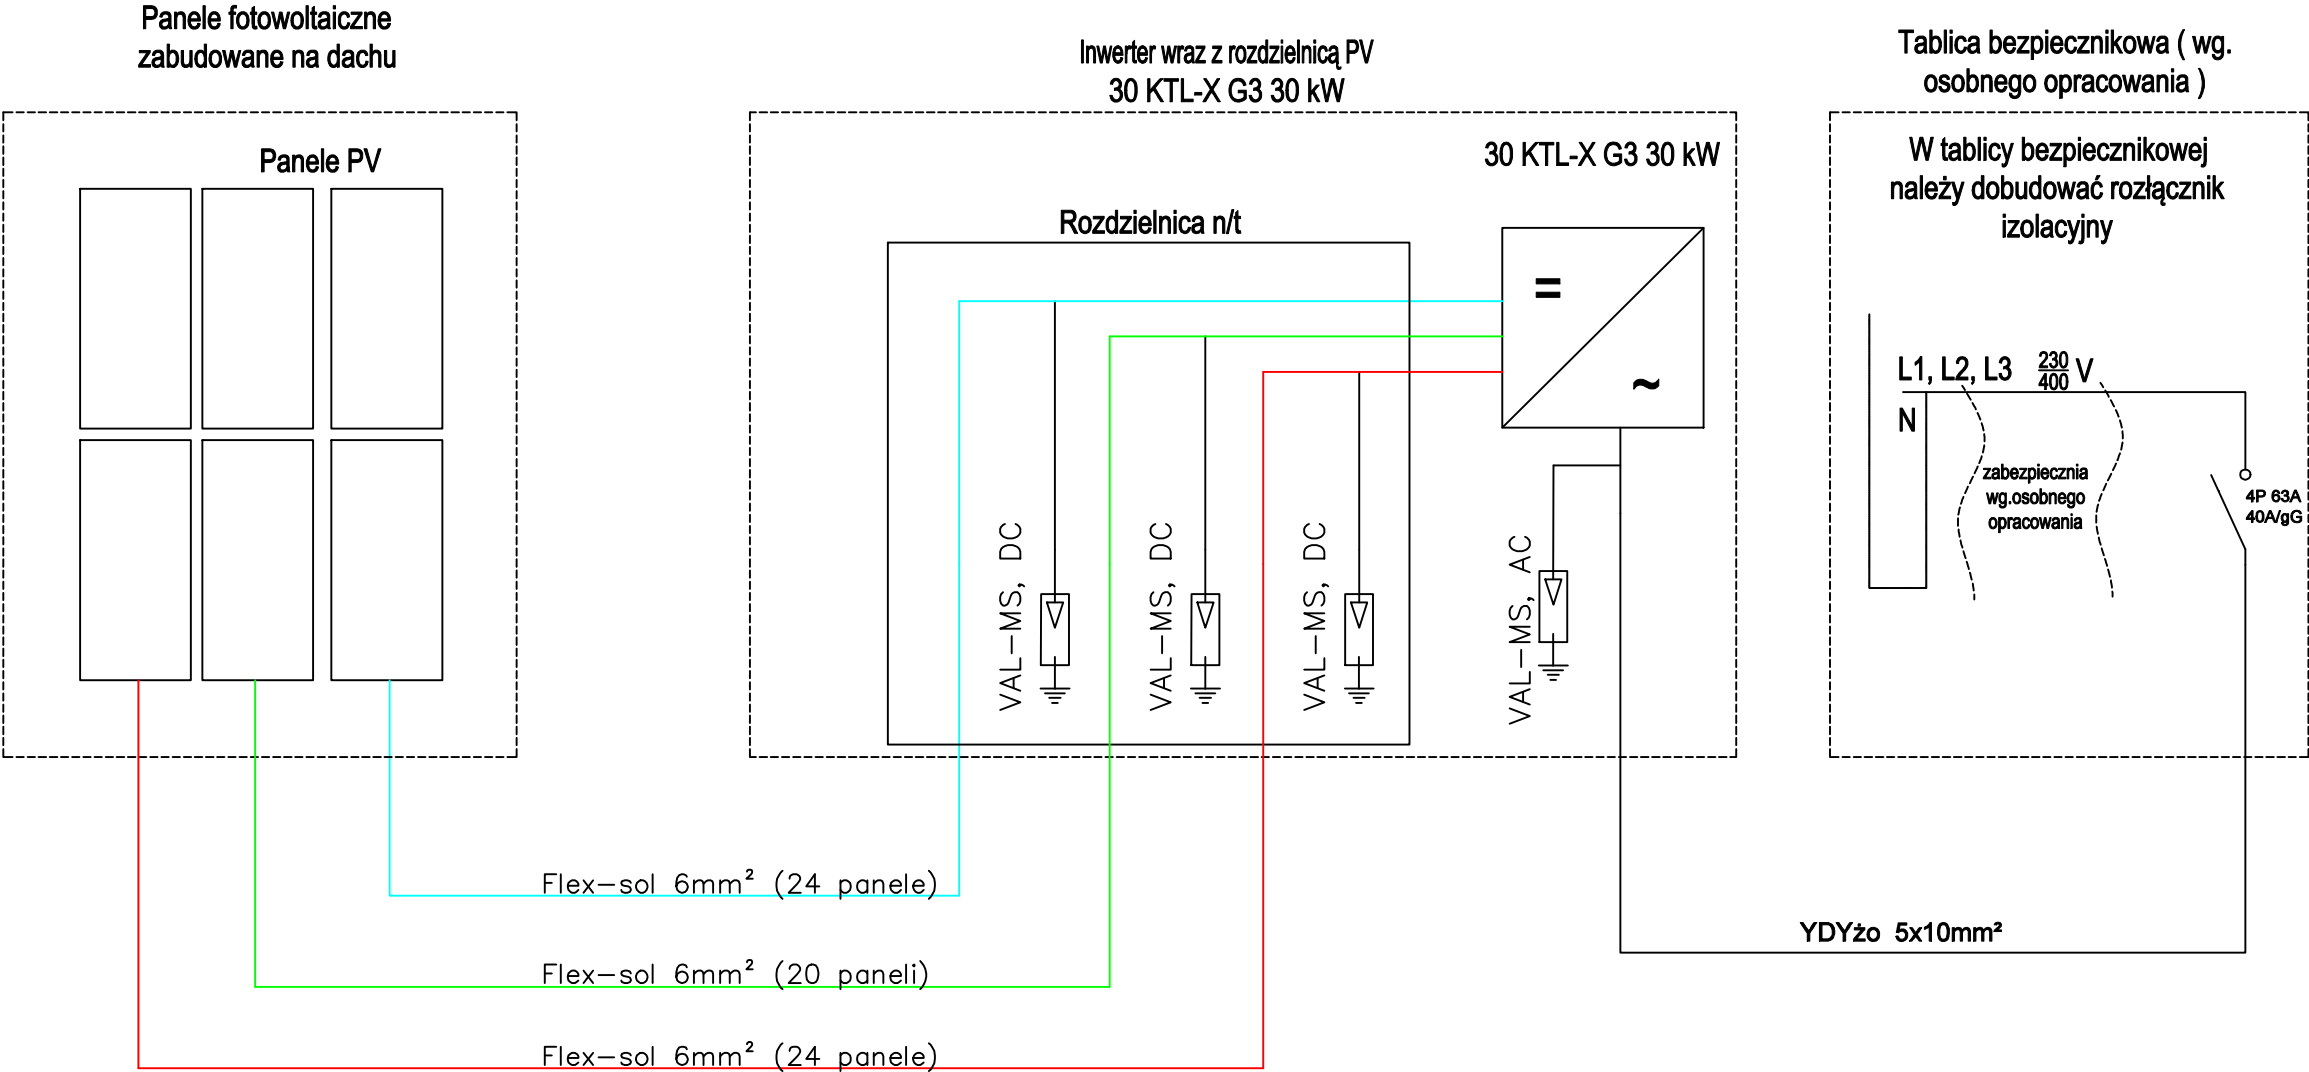 Panele fotowoltaiczne
zabudowane na dachu
Panele PV
Inwerter wraz z rozdzielnicą PV
30 KTL-X G3 30 kW
30 KTL-X G3 30 kW
Rozdzielnica n/t
=
~
VAL-MS, DC
VAL-MS, DC
VAL-MS, DC
VAL-MS, AC
Tablica bezpiecznikowa ( wg.
osobnego opracowania )
W tablicy bezpiecznikowej
należy dobudować rozłącznik
izolacyjny
L1, L2, L3 230/400 V
N
zabezpiecznia
wg.osobnego
opracowania
4P 63A
40A/gG
Flex-sol 6mm² (24 panele)
Flex-sol 6mm² (20 paneli)
Flex-sol 6mm² (24 panele)
YDYżo 5x10mm²